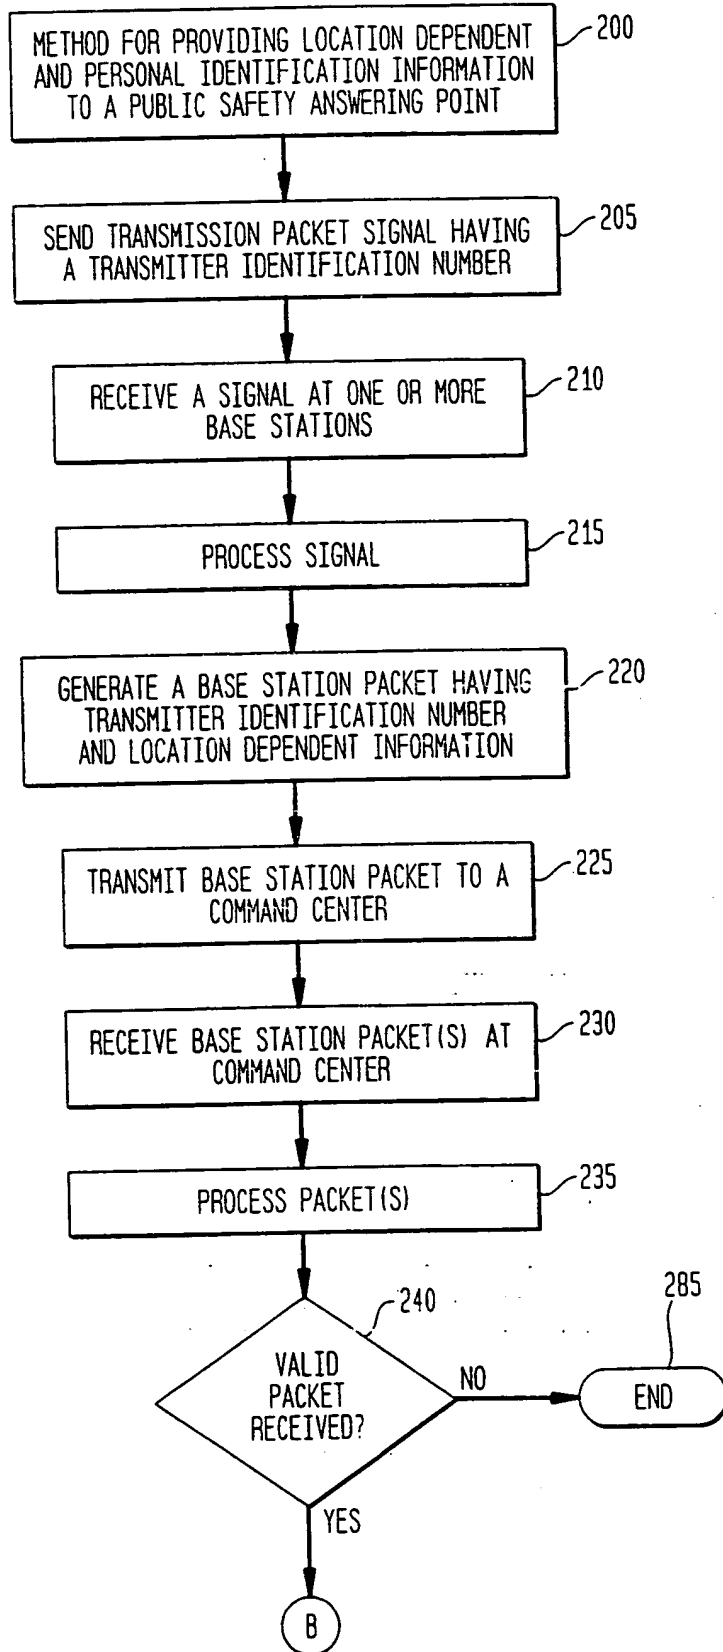 METHOD FOR PROVIDING LOCATION DEPENDENT
AND PERSONAL IDENTIFICATION INFORMATION
TO A PUBLIC SAFETY ANSWERING POINT
200
SEND TRANSMISSION PACKET SIGNAL HAVING
A TRANSMITTER IDENTIFICATION NUMBER
205
RECEIVE A SIGNAL AT ONE OR MORE
BASE STATIONS
210
PROCESS SIGNAL
215
GENERATE A BASE STATION PACKET HAVING
TRANSMITTER IDENTIFICATION NUMBER
AND LOCATION DEPENDENT INFORMATION
220
TRANSMIT BASE STATION PACKET TO A
COMMAND CENTER
225
RECEIVE BASE STATION PACKET(S) AT
COMMAND CENTER
230
PROCESS PACKET(S)
235
VALID
PACKET
RECEIVED?
240
NO
285
END
YES
B